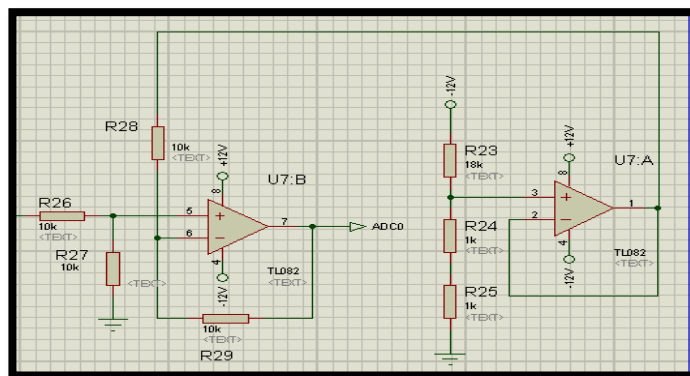 R28
10k
<TEXT>
+12V
U7:B
8
R26
10k
<TEXT>
5
6
7
ADC0
R27
10k
<TEXT>
4
-12V
TL082
<TEXT>
10k
<TEXT>
R29
-12V
R23
18k
<TEXT>
+12V
U7:A
8
3
2
1
R24
1k
<TEXT>
4
-12V
TL082
<TEXT>
R25
1k
<TEXT>